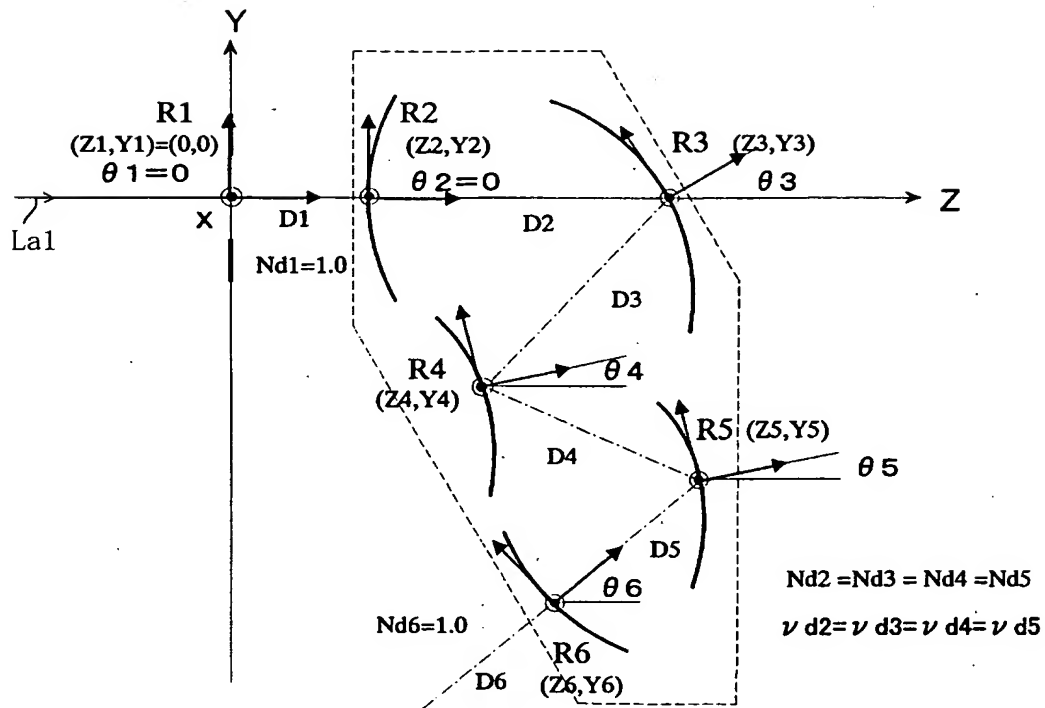 Y
R1
(Z1,Y1)=(0,0)
θ1=0
R2
(Z2,Y2)
θ2=0
R3
(Z3,Y3)
θ3
Z
X
La1
D1
D2
Nd1=1.0
D3
R4
(Z4,Y4)
θ4
D4
R5
(Z5,Y5)
θ5
D5
θ6
Nd6=1.0
R6
(Z6,Y6)
D6
Nd2 =Nd3 = Nd4 =Nd5
ν d2= ν d3= ν d4= ν d5